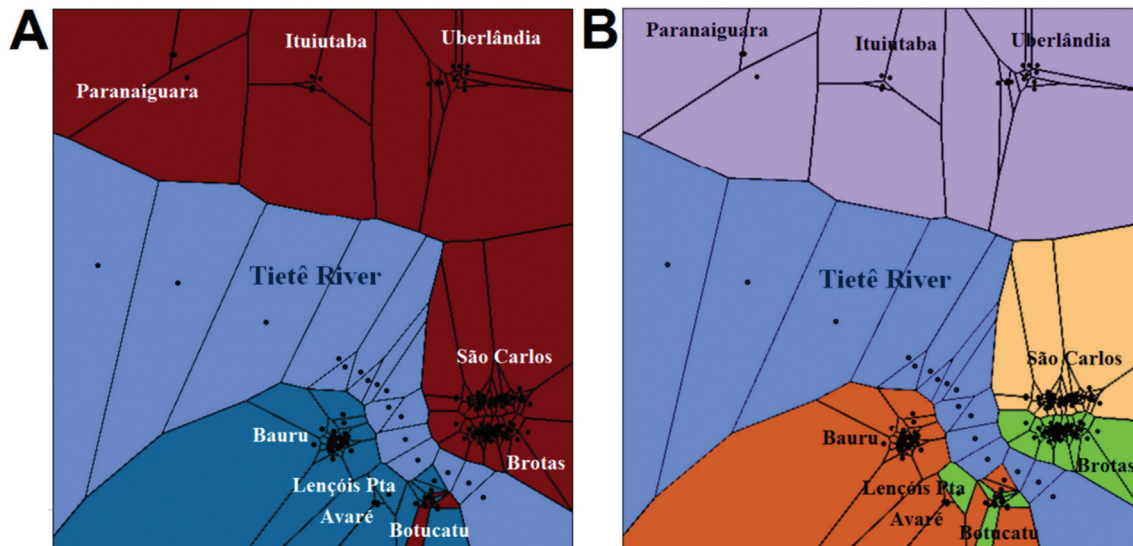 A
Ituiutaba
Uberlândia
Paranaiguara
Tietê River
São Carlos
Bauru
Brotas
Lençóis Pta
Avaré
Botucatu
B
Paranaiguara
Ituiutaba
Uberlândia
Tietê River
São Carlos
Bauru
Brotas
Lençóis Pta
Avaré
Botucatu